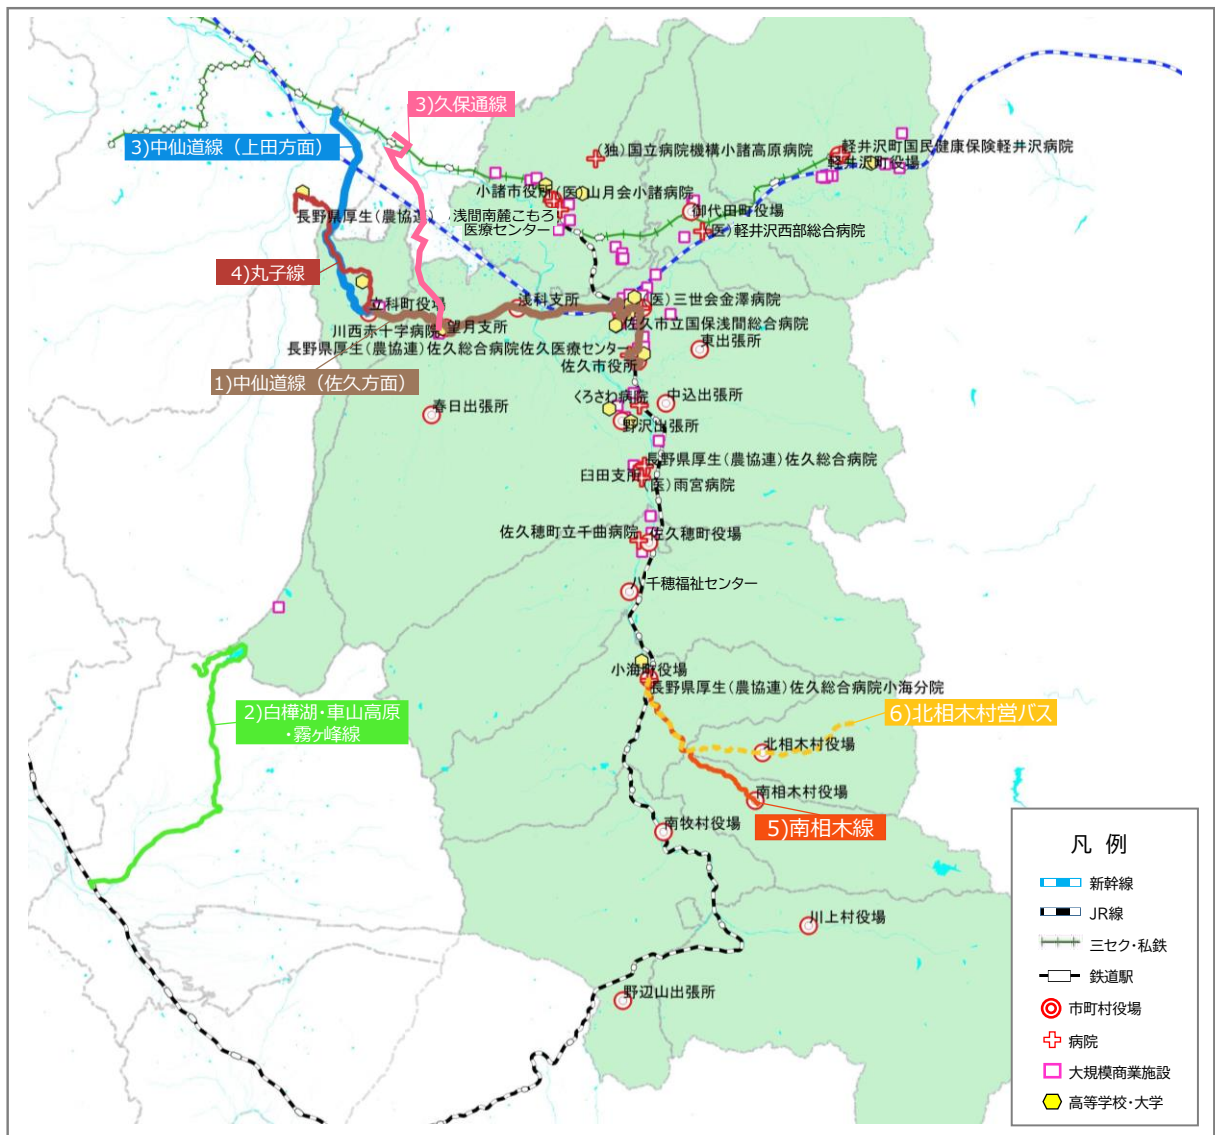 3)久保通線
3)中仙道線（上田方面）
(独)国立病院機構小諸高原病院
軽井沢町国民健康保険軽井沢病院
軽井沢町役場
小諸市役所
(医)山月会小諸病院
長野県厚生(農協連)
浅間南麓こもろ
医療センター
御代田町役場
(医)軽井沢西部総合病院
4)丸子線
立科町役場
浅科支所
(医)三世会金澤病院
川西赤十字病院
望月支所
佐久市立国保浅間総合病院
長野県厚生(農協連)佐久総合病院佐久医療センター
東出張所
佐久市役所
1)中仙道線（佐久方面）
春日出張所
くろさわ病院
中込出張所
野沢出張所
長野県厚生(農協連)佐久総合病院
臼田支所
(医)雨宮病院
佐久穂町立千曲病院
佐久穂町役場
八千穂福祉センター
小海町役場
長野県厚生(農協連)佐久総合病院小海分院
2)白樺湖・車山高原
・霧ヶ峰線
6)北相木村営バス
北相木村役場
南相木村役場
5)南相木線
南牧村役場
川上村役場
野辺山出張所
凡 例
新幹線
JR線
三セク・私鉄
鉄道駅
市町村役場
病院
大規模商業施設
高等学校・大学